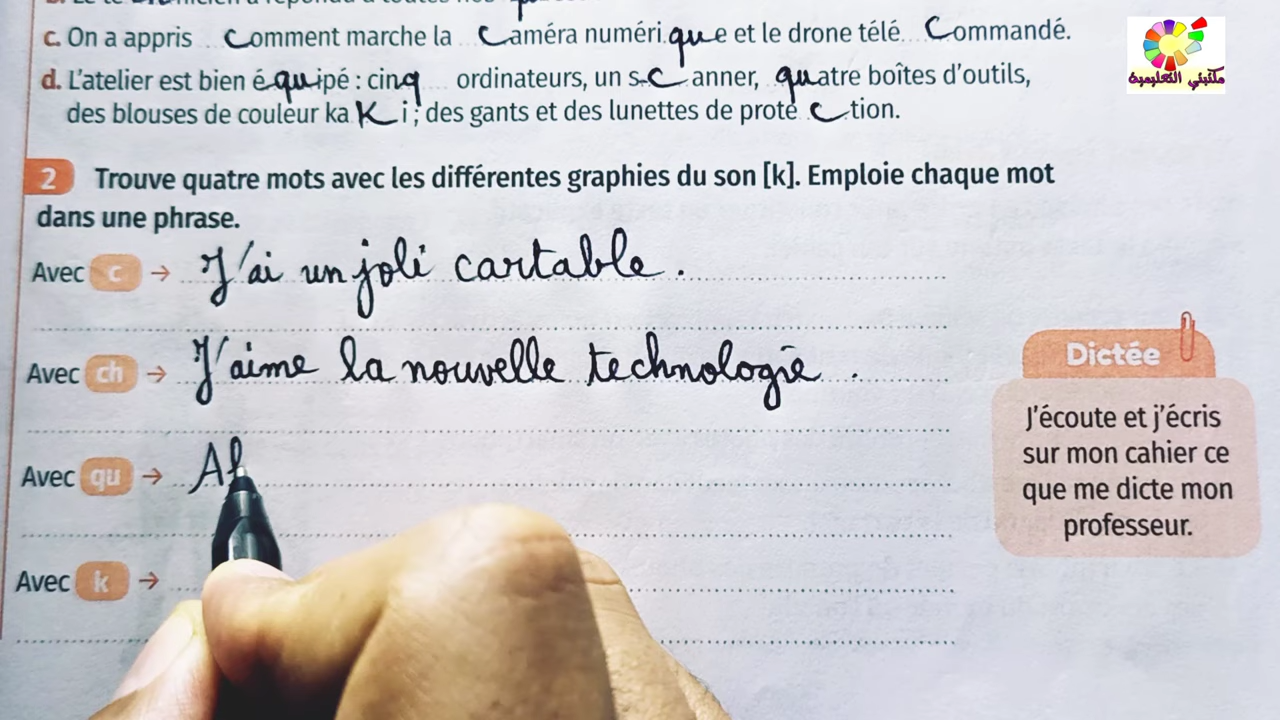 c. On a appris comment marche la caméra numérique et le drone télé commandé.
d. L'atelier est bien équipé : cinq ordinateurs, un s-canner, quatre boîtes d'outils,
des blouses de couleur kaki ; des gants et des lunettes de protection.
2 Trouve quatre mots avec les différentes graphies du son [k]. Emploie chaque mot
dans une phrase.
Avec c → J'ai un joli cartable.
Avec ch → J'aime la nouvelle technologie.
Avec qu →
Avec k →
Dictée
J'écoute et j'écris
sur mon cahier ce
que me dicte mon
professeur.
مكتبتي التعليمية